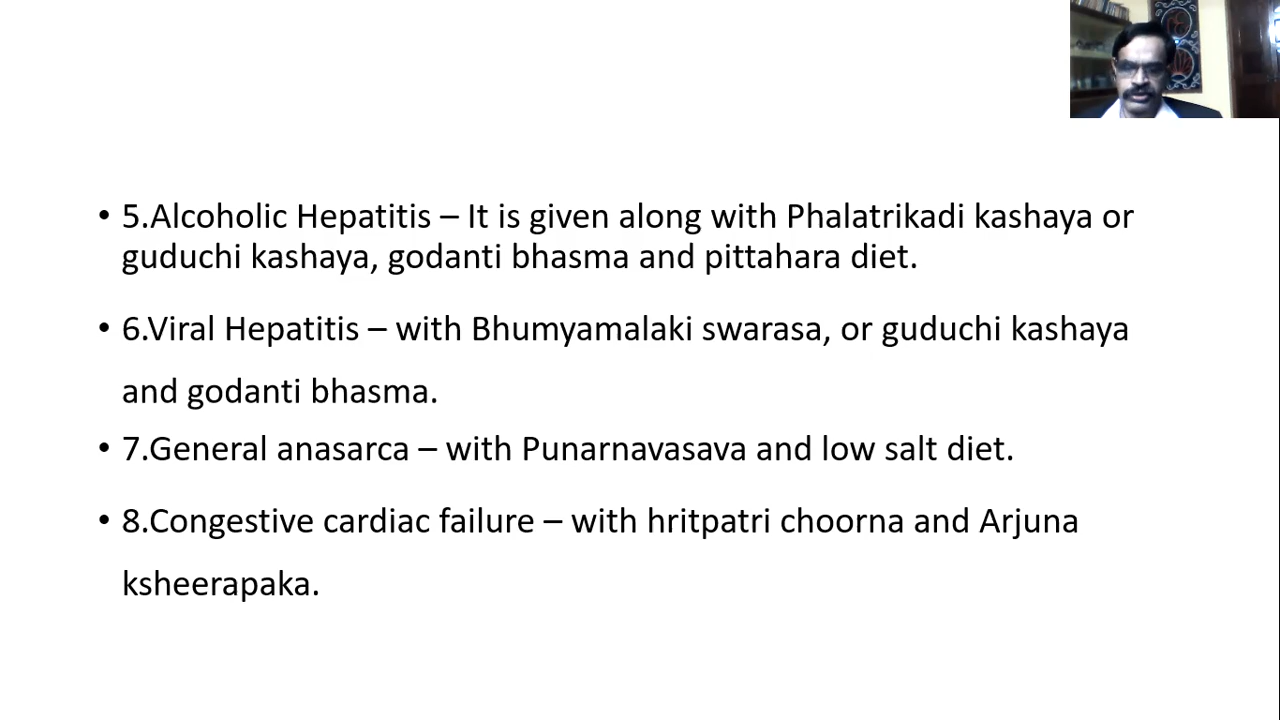 • 5.Alcoholic Hepatitis – It is given along with Phalatrikadi kashaya or
guduchi kashaya, godanti bhasma and pittahara diet.
• 6.Viral Hepatitis – with Bhumyamalaki swarasa, or guduchi kashaya
and godanti bhasma.
• 7.General anasarca – with Punarnavasava and low salt diet.
• 8.Congestive cardiac failure – with hritpatri choorna and Arjuna
ksheerapaka.